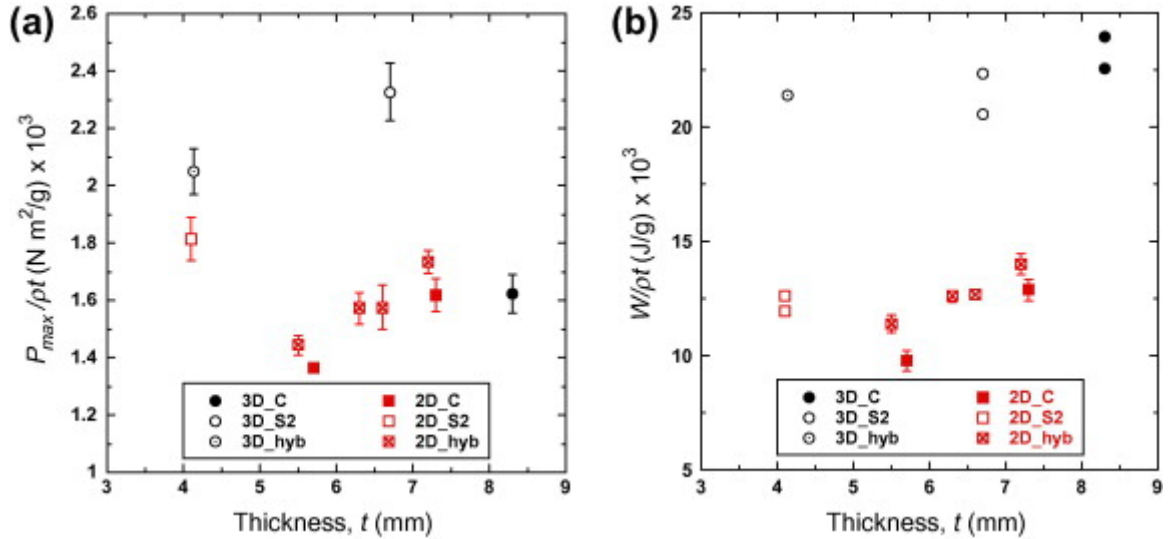 (a)
2.6
2.4
2.2
2
1.8
1.6
1.4
1.2
1
P_max/ρt (N m²/g) x 10³
3D_C 2D_C
3D_S2 2D_S2
3D_hyb 2D_hyb
3 4 5 6 7 8 9
Thickness, t (mm)
(b)
25
20
15
10
5
W/ρt (J/g) x 10³
3D_C 2D_C
3D_S2 2D_S2
3D_hyb 2D_hyb
3 4 5 6 7 8 9
Thickness, t (mm)